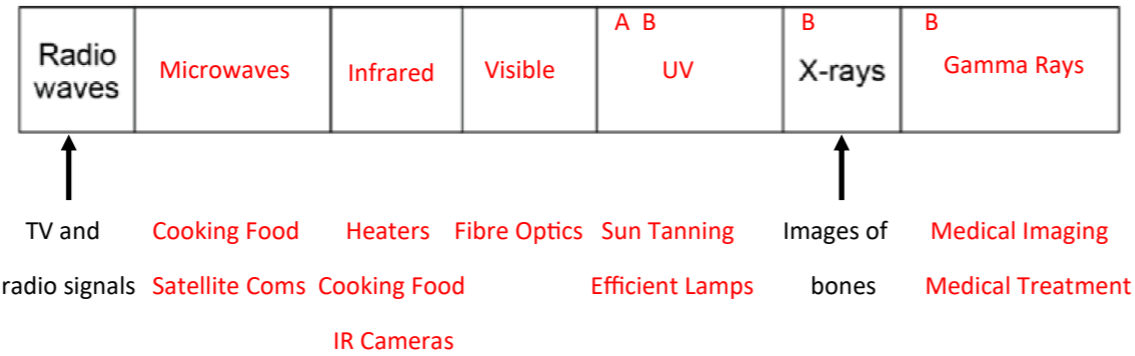 A B
B
B
Radio
waves
Microwaves
Infrared
Visible
UV
X-rays
Gamma Rays
TV and
radio signals
Cooking Food
Satellite Coms
Heaters
Cooking Food
IR Cameras
Fibre Optics
Sun Tanning
Efficient Lamps
Images of
bones
Medical Imaging
Medical Treatment